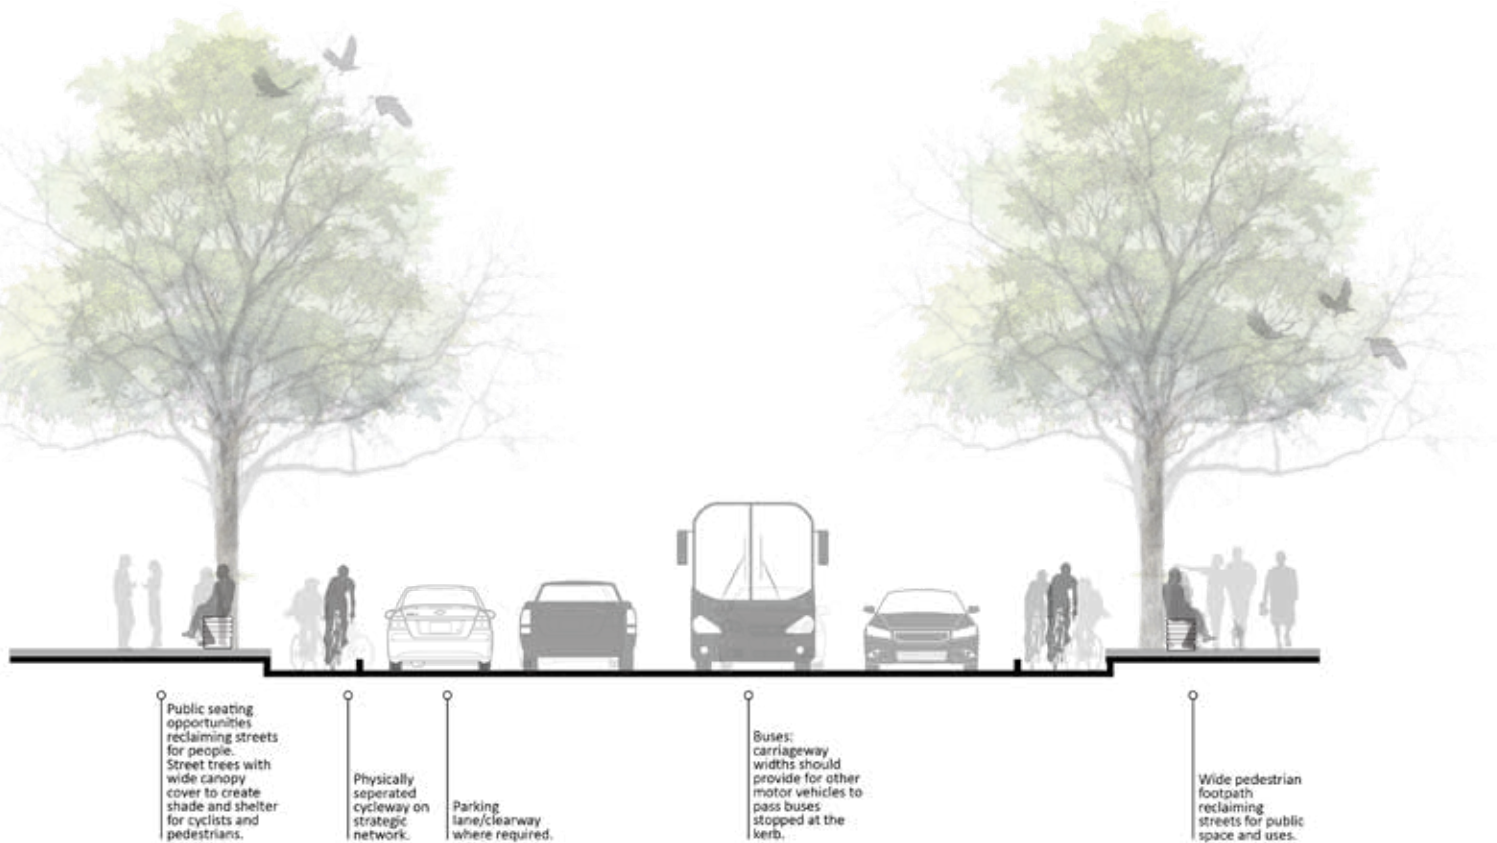 Public seating
opportunities
reclaiming streets
for people.
Street trees with
wide canopy
cover to create
shade and shelter
for cyclists and
pedestrians.
Physically
seperated
cycleway on
strategic
network.
Parking
lane/clearway
where required.
Buses:
carriageway
widths should
provide for other
motor vehicles to
pass buses
stopped at the
kerb.
Wide pedestrian
footpath
reclaiming
streets for public
space and uses.